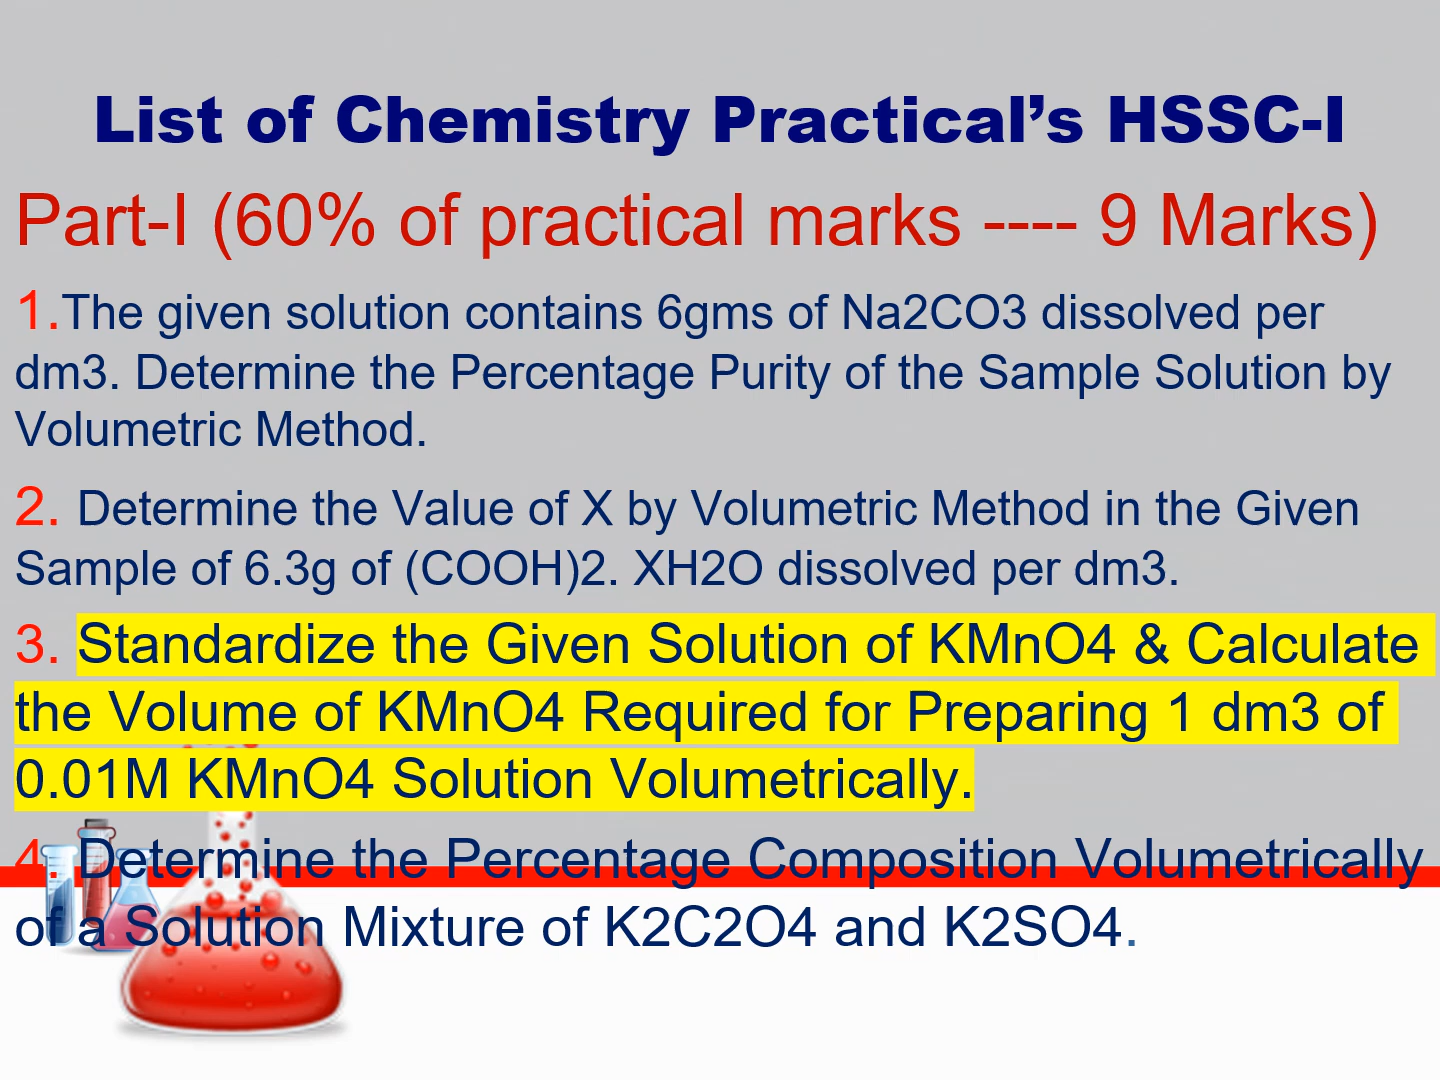 List of Chemistry Practical’s HSSC-I
Part-I (60% of practical marks ---- 9 Marks)
1.The given solution contains 6gms of Na2CO3 dissolved per
dm3. Determine the Percentage Purity of the Sample Solution by
Volumetric Method.
2. Determine the Value of X by Volumetric Method in the Given
Sample of 6.3g of (COOH)2. XH2O dissolved per dm3.
3. Standardize the Given Solution of KMnO4 & Calculate
the Volume of KMnO4 Required for Preparing 1 dm3 of
0.01M KMnO4 Solution Volumetrically.
4. Determine the Percentage Composition Volumetrically
of a Solution Mixture of K2C2O4 and K2SO4.